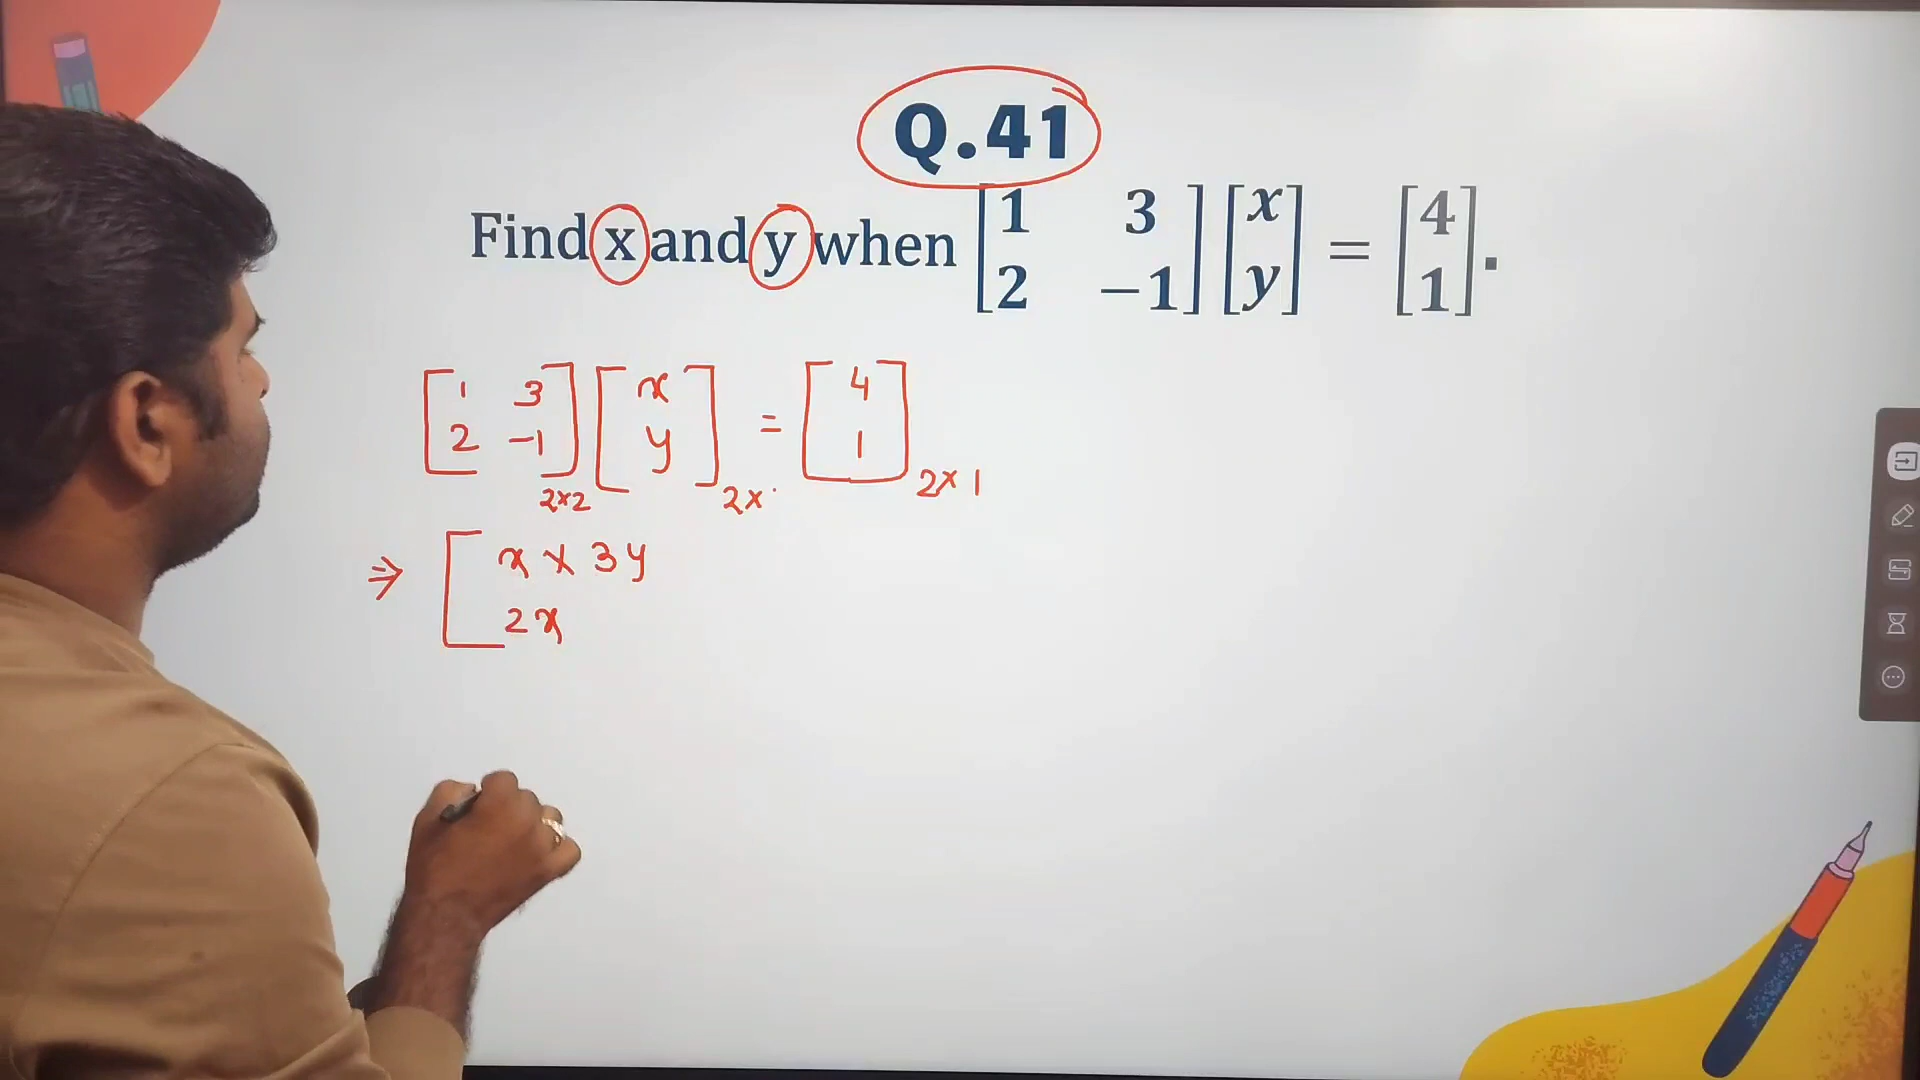 Q.41
Find x and y when [1 3 2 −1] [x y] = [4 1].
[1 3 2 −1] 2×2 [x y] 2× = [4 1] 2×1
⇒ [x × 3y
2x